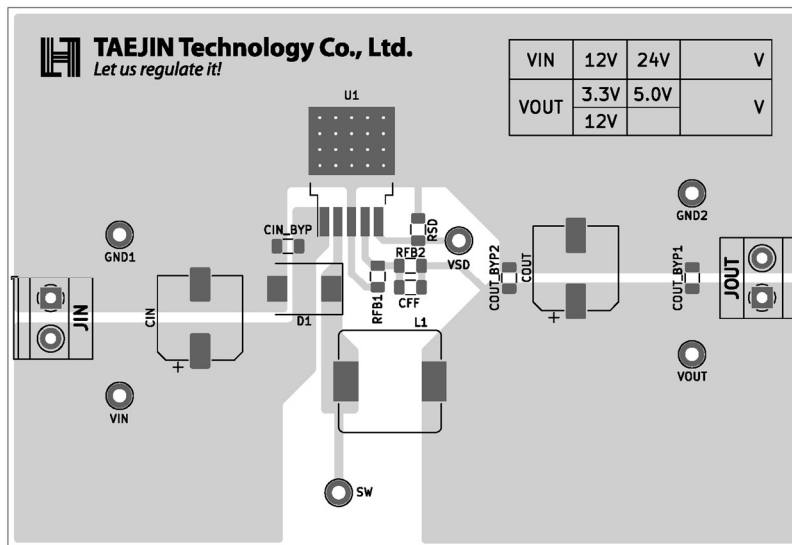 TAEJIN Technology Co., Ltd.
Let us regulate it!
VIN 12V 24V V
VOUT 3.3V 5.0V V
12V
U1
GND1
CIN_BYP
RSD
VSD
GND2
JIN
CIN
+
D1
RFB1
RFB2
CFF
COUT_BYP2
COUT
+
COUT_BYP1
JOUT
L1
VIN
VOUT
SW